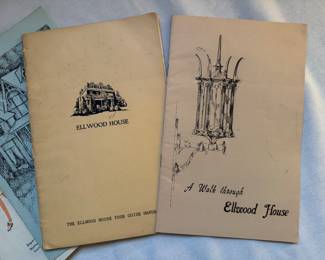 ELLWOOD HOUSE
THE ELLWOOD HOUSE TOUR GUIDE MANUAL
A Walk through
Ellwood House